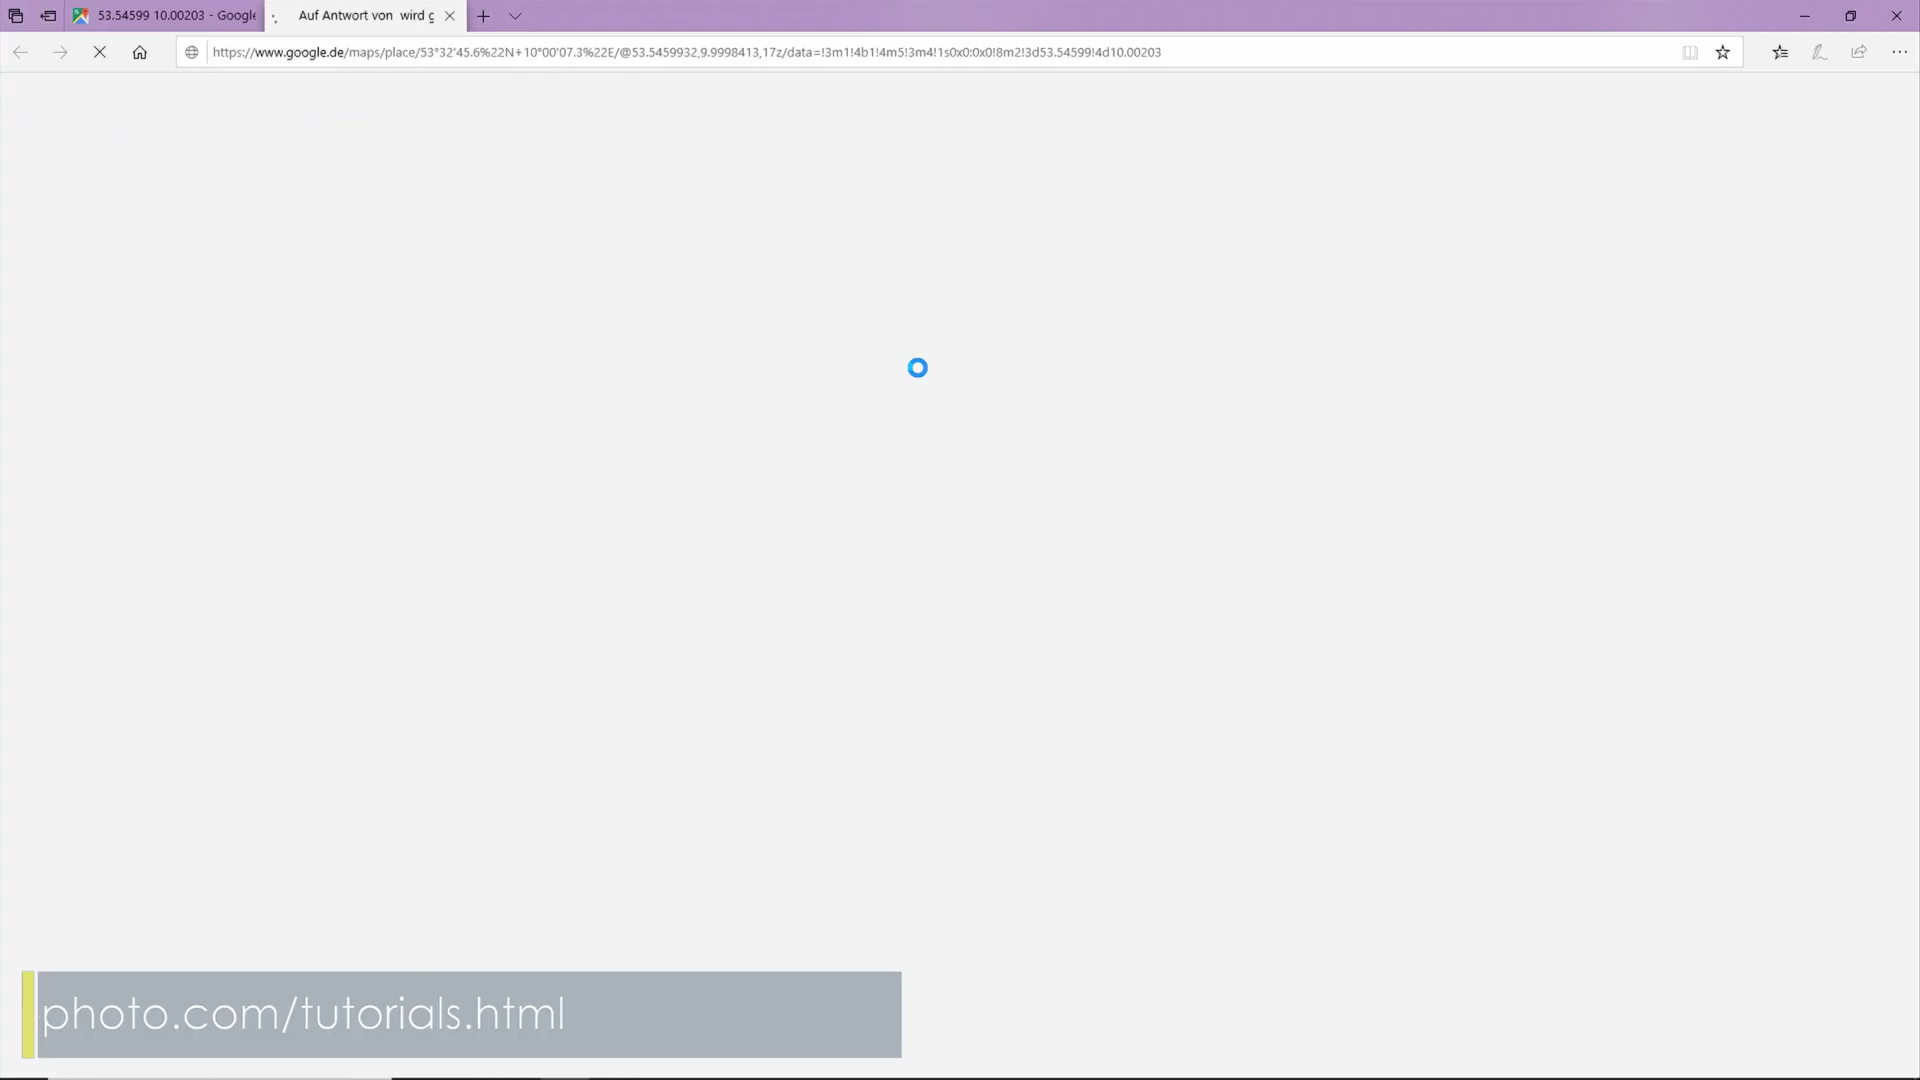 53.54599 10.00203 - Google
Auf Antwort von wird g
https://www.google.de/maps/place/53°32'45.6%22N+10°00'07.3%22E/@53.5459932,9.9998413,17z/data=!3m1!4b1!4m5!3m4!1s0x0:0x0!8m2!3d53.54599!4d10.00203
photo.com/tutorials.html